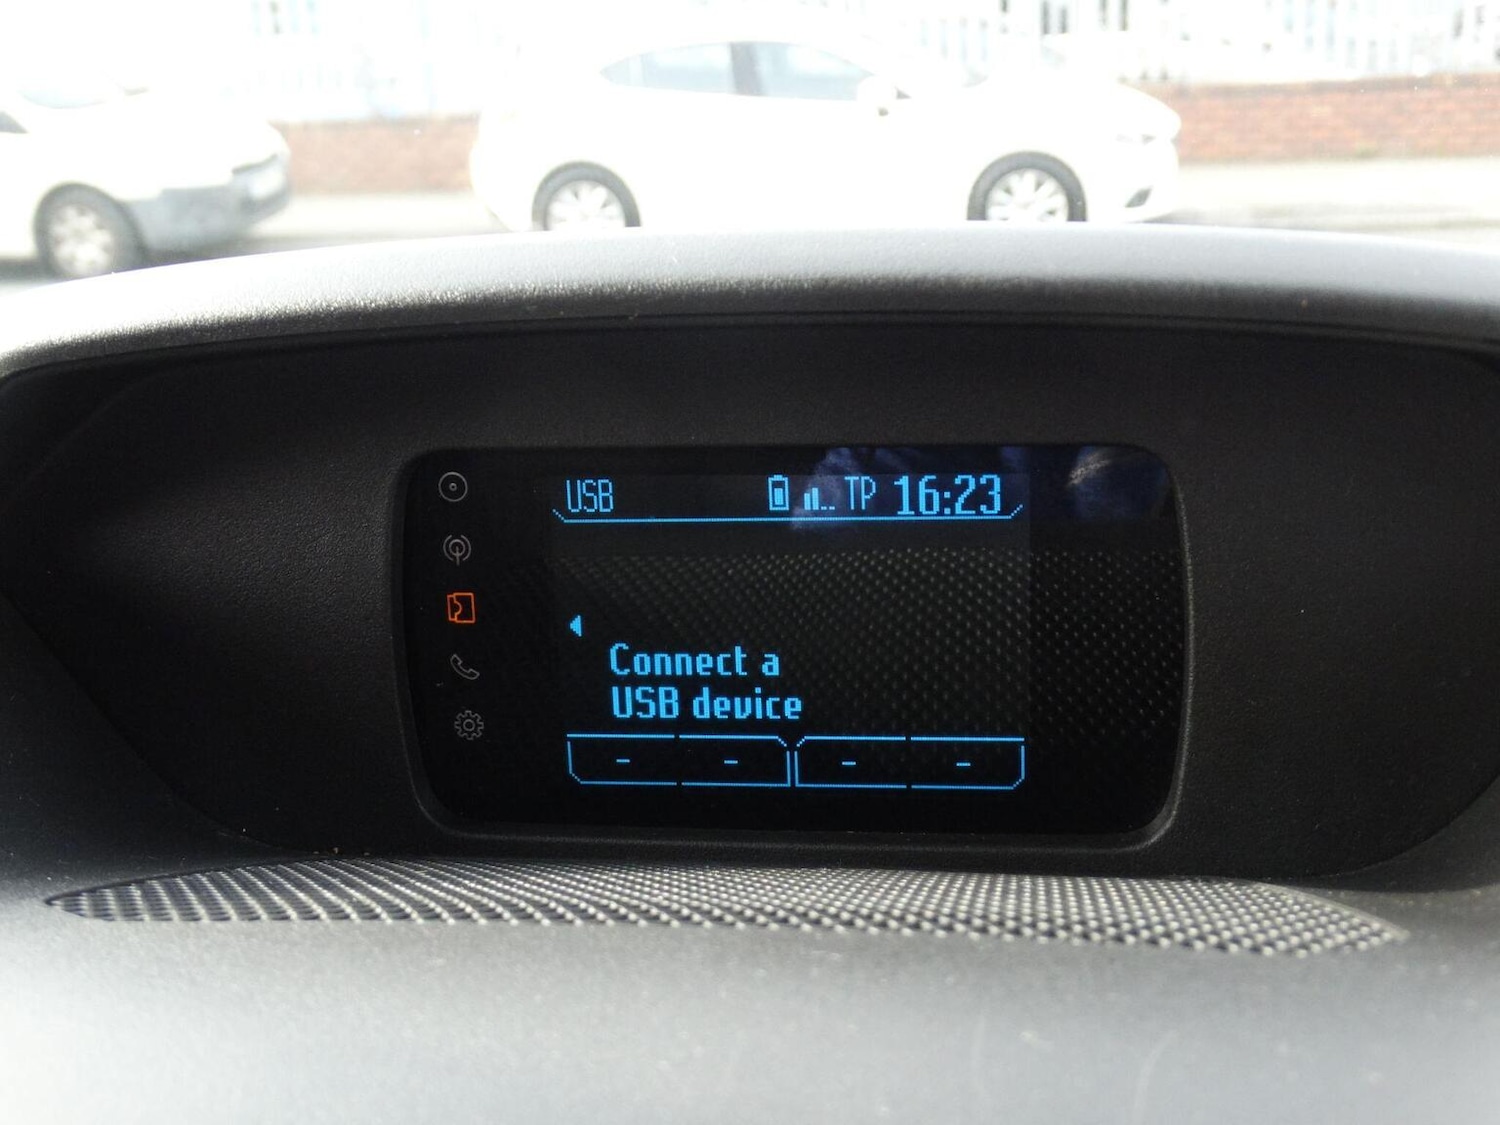 USB TP 16:23
Connect a
USB device
- - - -